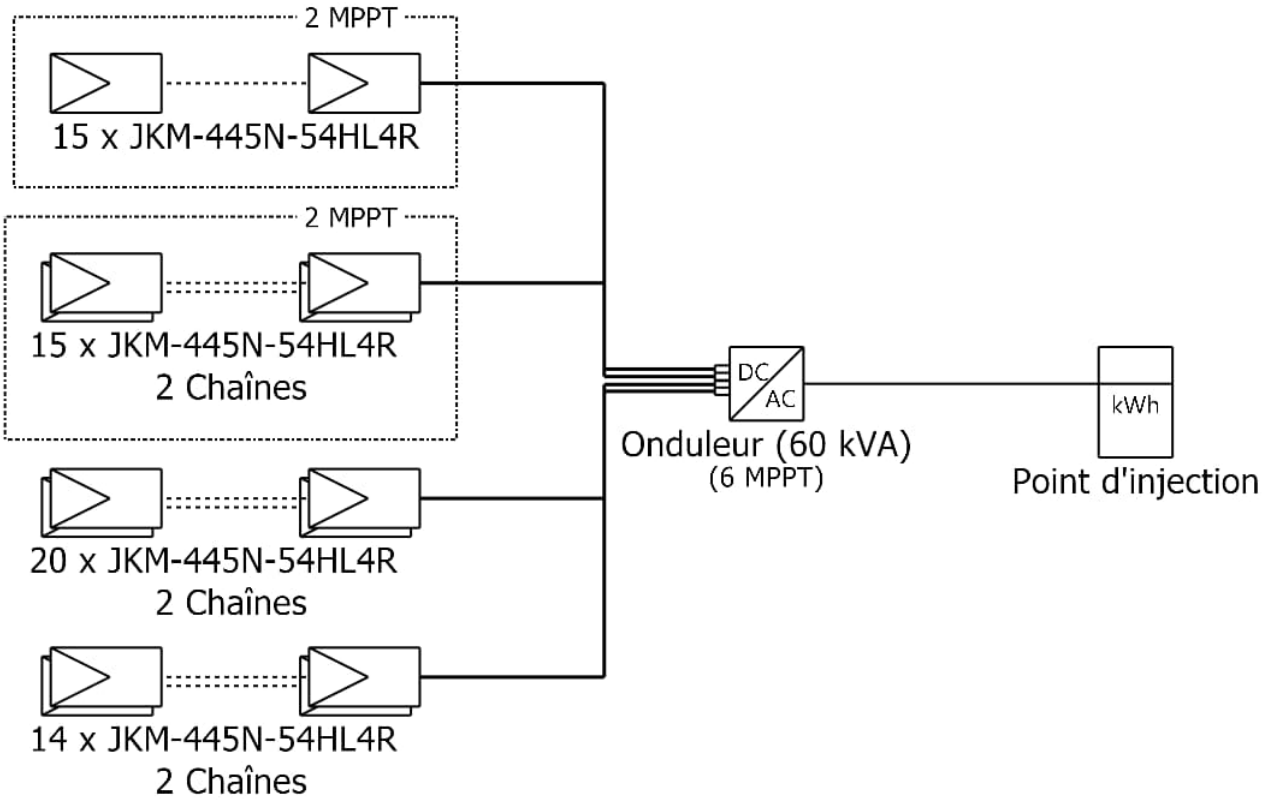 2 MPPT
15 x JKM-445N-54HL4R
2 MPPT
15 x JKM-445N-54HL4R
2 Chaînes
20 x JKM-445N-54HL4R
2 Chaînes
14 x JKM-445N-54HL4R
2 Chaînes
DC
AC
Onduleur (60 kVA)
(6 MPPT)
kWh
Point d'injection